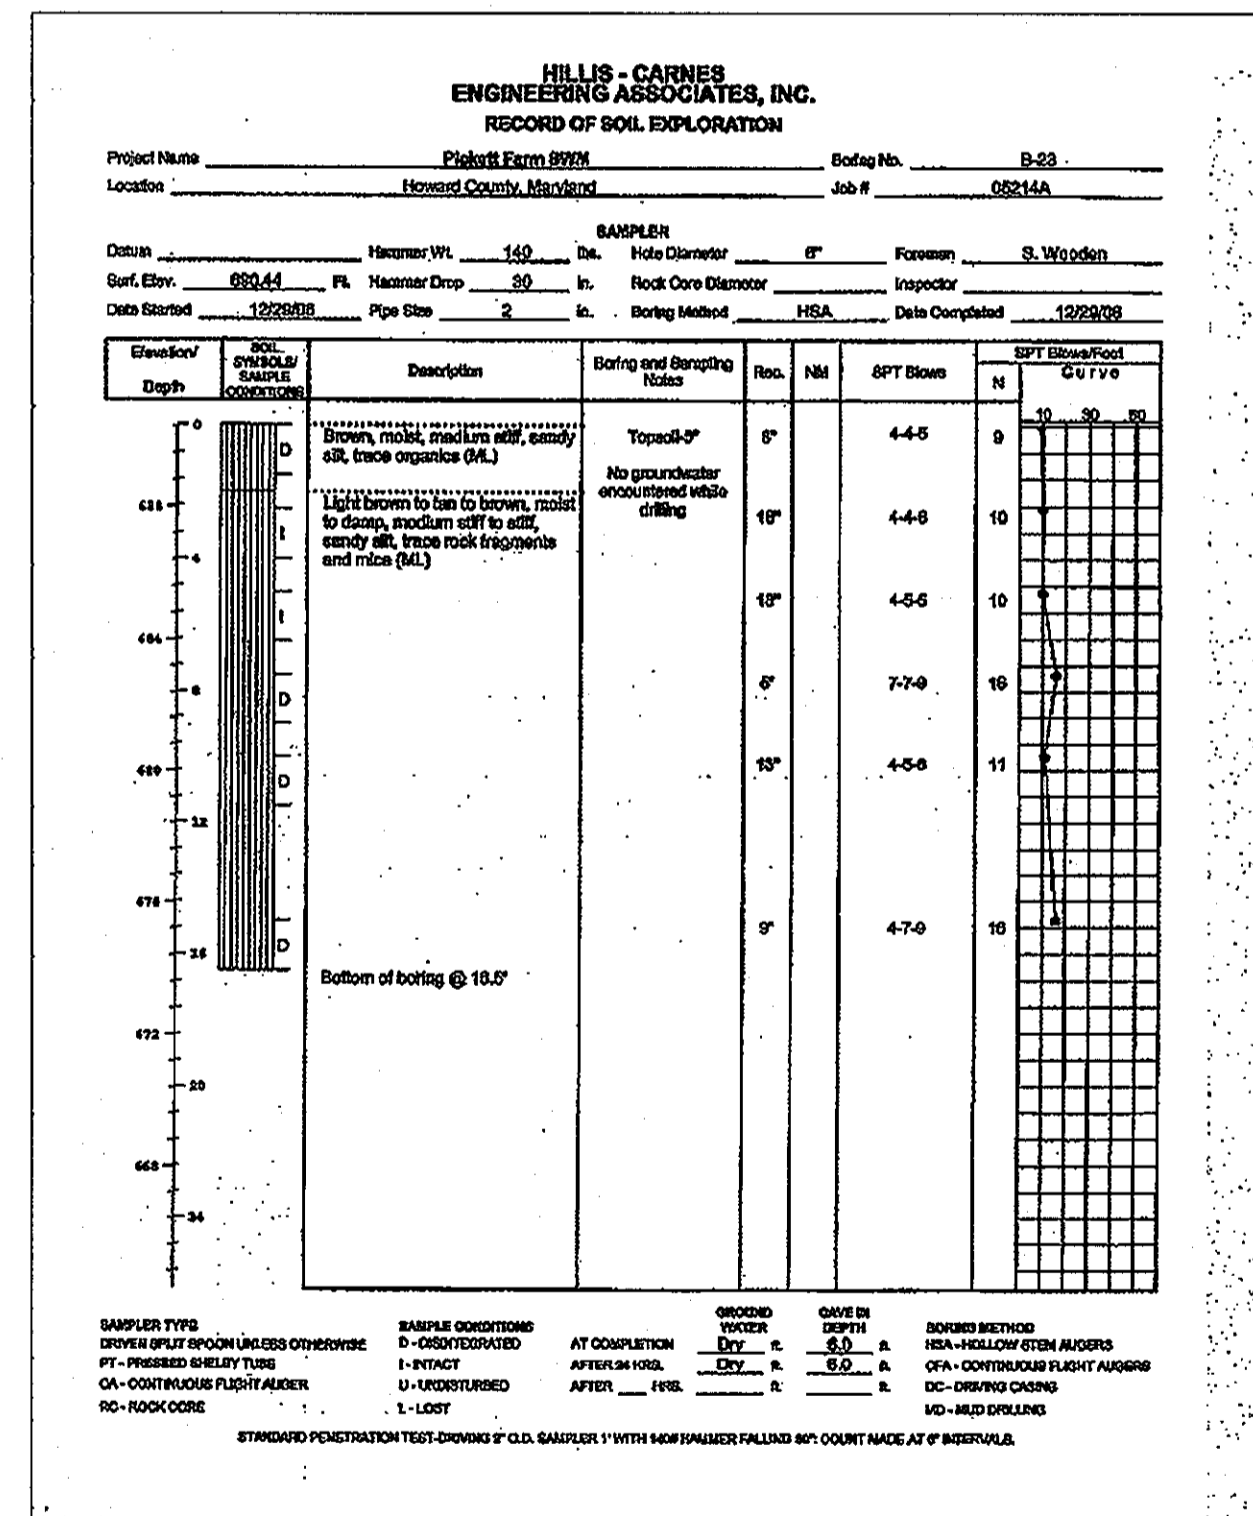 HILLIS - CARNES
ENGINEERING ASSOCIATES, INC.
RECORD OF SOIL EXPLORATION
Project Name Pickett Farm SWM Boring No. B-23
Location Howard County, Maryland Job # 05214A
SAMPLER
Datum Hammer Wt. 140 lbs. Hole Diameter 6" Foreman S. Wooden
Surf. Elev. 690.44 Ft. Hammer Drop 30 in. Rock Core Diameter Inspector
Date Started 12/29/06 Pipe Size 2 in. Boring Method HSA Date Completed 12/29/06
Elevation/ Depth SOIL SYMBOLS/ SAMPLE CONDITIONS Description Boring and Sampling Notes Rec. NM SPT Blows SPT Blows/Foot N Curve
10 30 50
0 D Brown, moist, medium stiff, sandy Topsoil-5" 4-4-5 9
silt, trace organics (ML)
No groundwater
encountered while
drilling
Light brown to tan to brown, moist
to damp, medium stiff to stiff, 4-4-6 10
sandy silt, trace rock fragments
and mica (ML)
I
4
I 10
684
8 D 7-7-9 16
680
D 13" 4-5-6 11
12
676
D 9" 4-7-9 16
16
Bottom of boring @ 16.5'
672
20
668
24
SAMPLER TYPE
DRIVEN SPLIT SPOON UNLESS OTHERWISE
PT - PRESSED SHELBY TUBE
CA - CONTINUOUS FLIGHT AUGER
RC - ROCK CORE
SAMPLE CONDITIONS
D - DISINTEGRATED
I - INTACT
U - UNDISTURBED
L - LOST
GROUND WATER CAVE IN DEPTH
AT COMPLETION Dry ft. 6.0 ft.
AFTER 24 HRS. Dry ft. 6.0 ft.
AFTER HRS. ft. ft.
BORING METHOD
HSA - HOLLOW STEM AUGERS
CFA - CONTINUOUS FLIGHT AUGERS
DC - DRIVING CASING
MD - MUD DRILLING
STANDARD PENETRATION TEST-DRIVING 2" O.D. SAMPLER 1' WITH 140# HAMMER FALLING 30": COUNT MADE AT 6" INTERVALS.